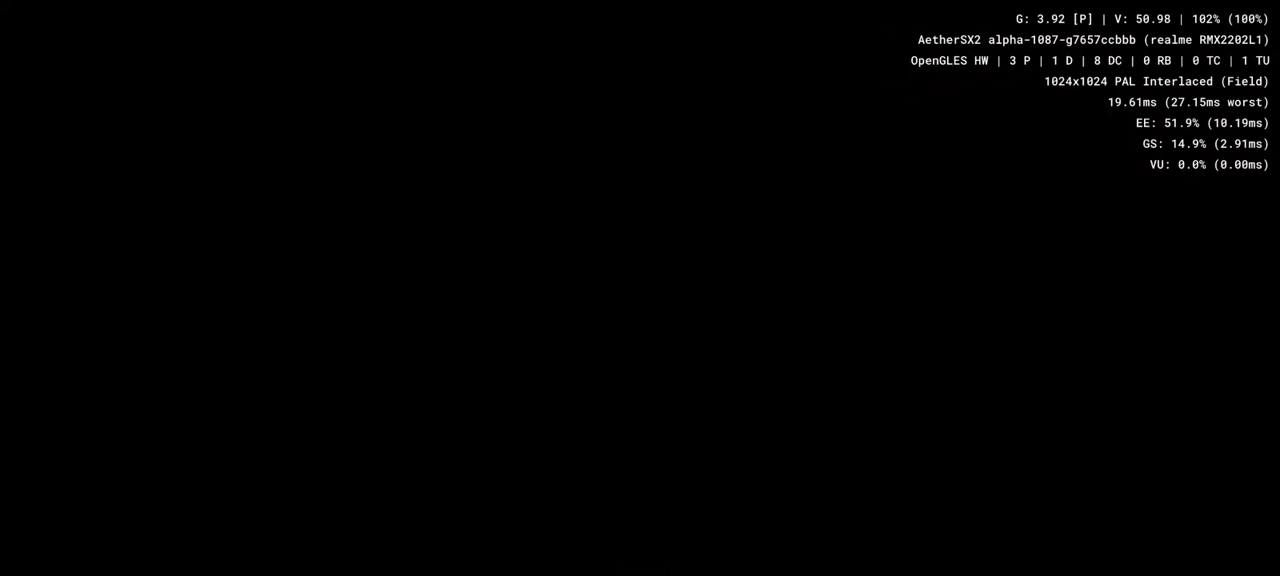 G: 3.92 [P] | V: 50.98 | 102% (100%)
AetherSX2 alpha-1087-g7657ccbbb (realme RMX2202L1)
OpenGLES HW | 3 P | 1 D | 8 DC | 0 RB | 0 TC | 1 TU
1024x1024 PAL Interlaced (Field)
19.61ms (27.15ms worst)
EE: 51.9% (10.19ms)
GS: 14.9% (2.91ms)
VU: 0.0% (0.00ms)